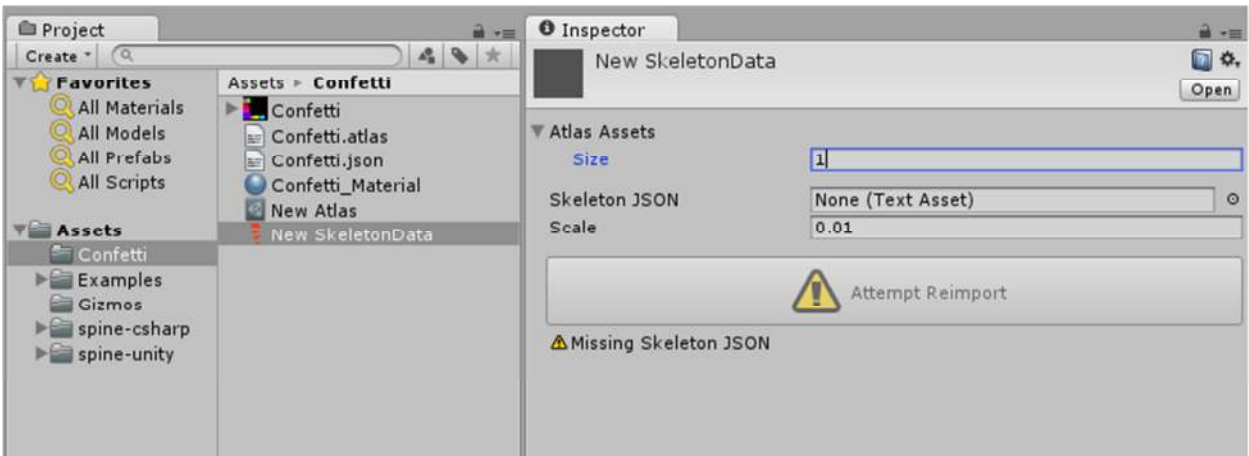 Project
Create
Favorites
All Materials
All Models
All Prefabs
All Scripts
Assets
Confetti
Examples
Gizmos
spine-csharp
spine-unity
Assets Confetti
Confetti
Confetti.atlas
Confetti.json
Confetti_Material
New Atlas
New SkeletonData
Inspector
New SkeletonData
Open
Atlas Assets
Size 1
Skeleton JSON None (Text Asset)
Scale 0.01
Attempt Reimport
Missing Skeleton JSON